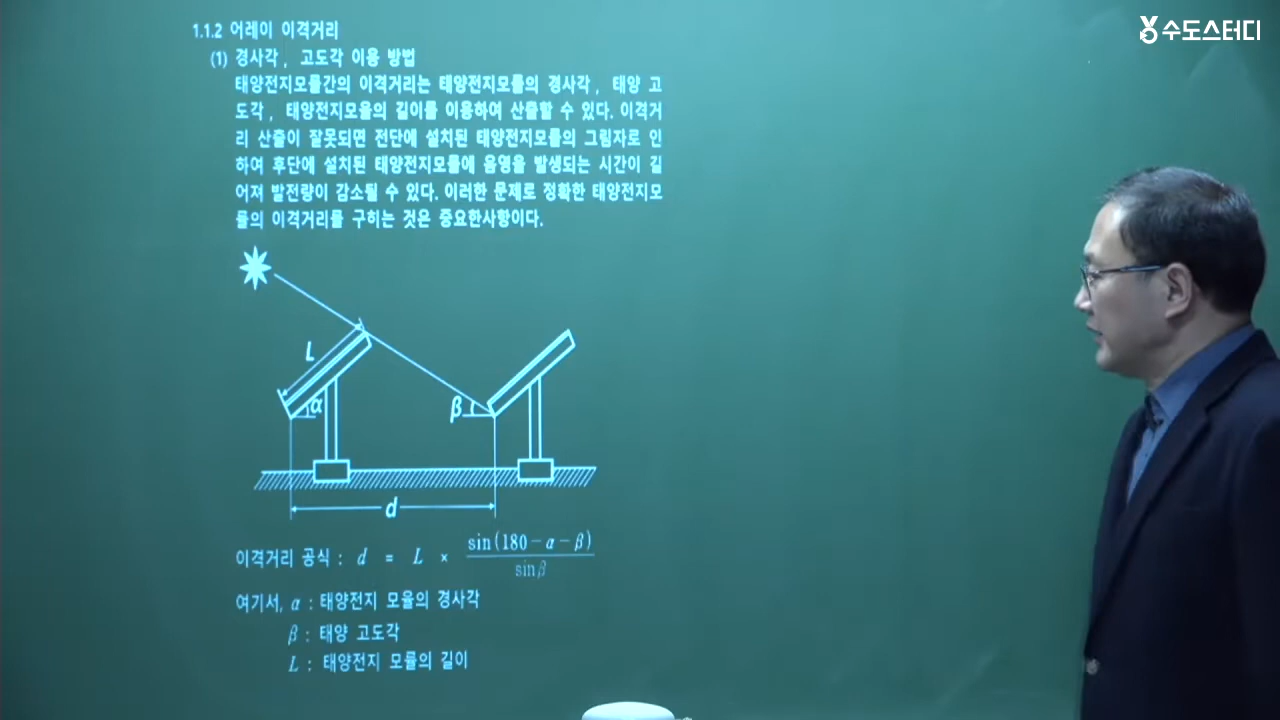 수도스터디
1.1.2 어레이 이격거리
(1) 경사각, 고도각 이용 방법
태양전지모듈간의 이격거리는 태양전지모듈의 경사각, 태양 고
도각, 태양전지모듈의 길이를 이용하여 산출할 수 있다. 이격거
리 산출이 잘못되면 전단에 설치된 태양전지모듈의 그림자로 인
하여 후단에 설치된 태양전지모듈에 음영을 발생되는 시간이 길
어져 발전량이 감소될 수 있다. 이러한 문제로 정확한 태양전지모
듈의 이격거리를 구하는 것은 중요한사항이다.
L
α
β
d
이격거리 공식 : d = L × sin(180-α-β) / sinβ
여기서, α : 태양전지 모듈의 경사각
β : 태양 고도각
L : 태양전지 모듈의 길이